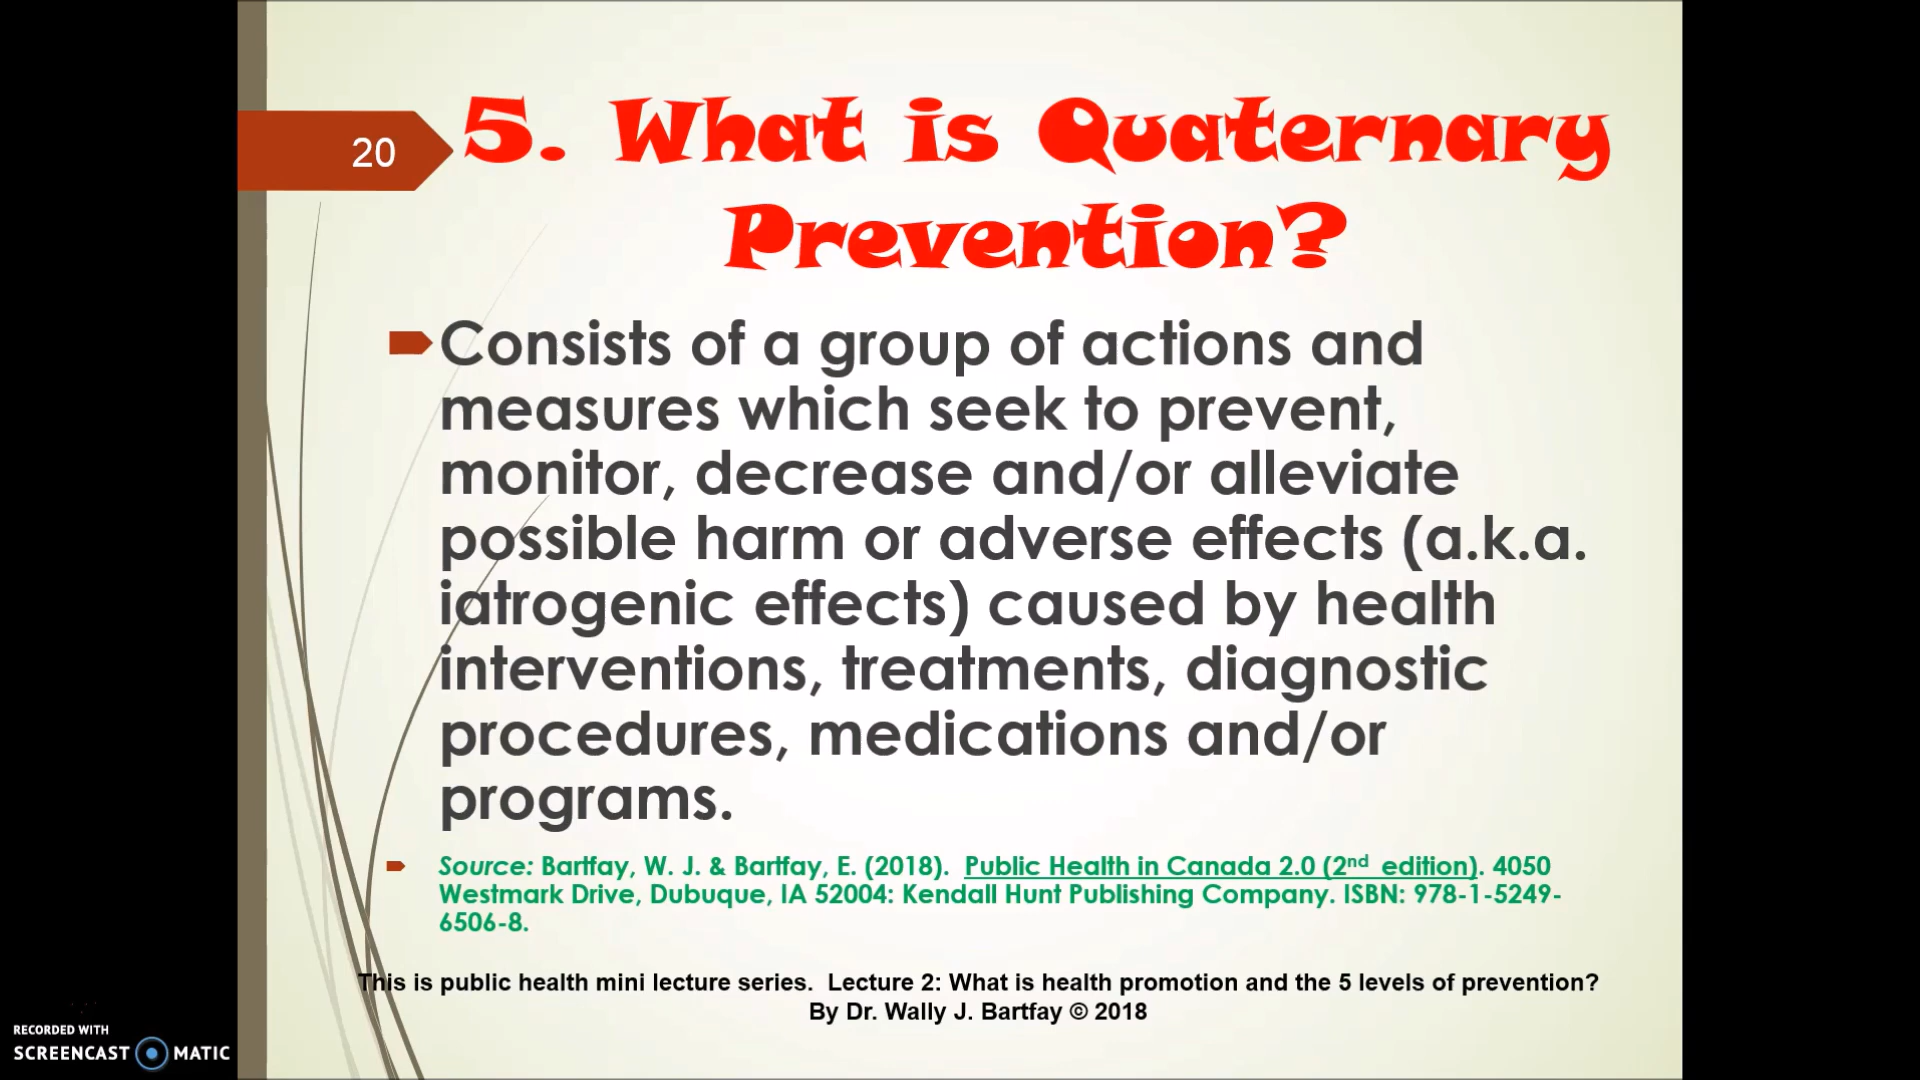 20
5. What is Quaternary
Prevention?
Consists of a group of actions and
measures which seek to prevent,
monitor, decrease and/or alleviate
possible harm or adverse effects (a.k.a.
iatrogenic effects) caused by health
interventions, treatments, diagnostic
procedures, medications and/or
programs.
Source: Bartfay, W. J. & Bartfay, E. (2018). Public Health in Canada 2.0 (2nd edition). 4050
Westmark Drive, Dubuque, IA 52004: Kendall Hunt Publishing Company. ISBN: 978-1-5249-
6506-8.
This is public health mini lecture series. Lecture 2: What is health promotion and the 5 levels of prevention?
By Dr. Wally J. Bartfay © 2018
RECORDED WITH
SCREENCAST MATIC